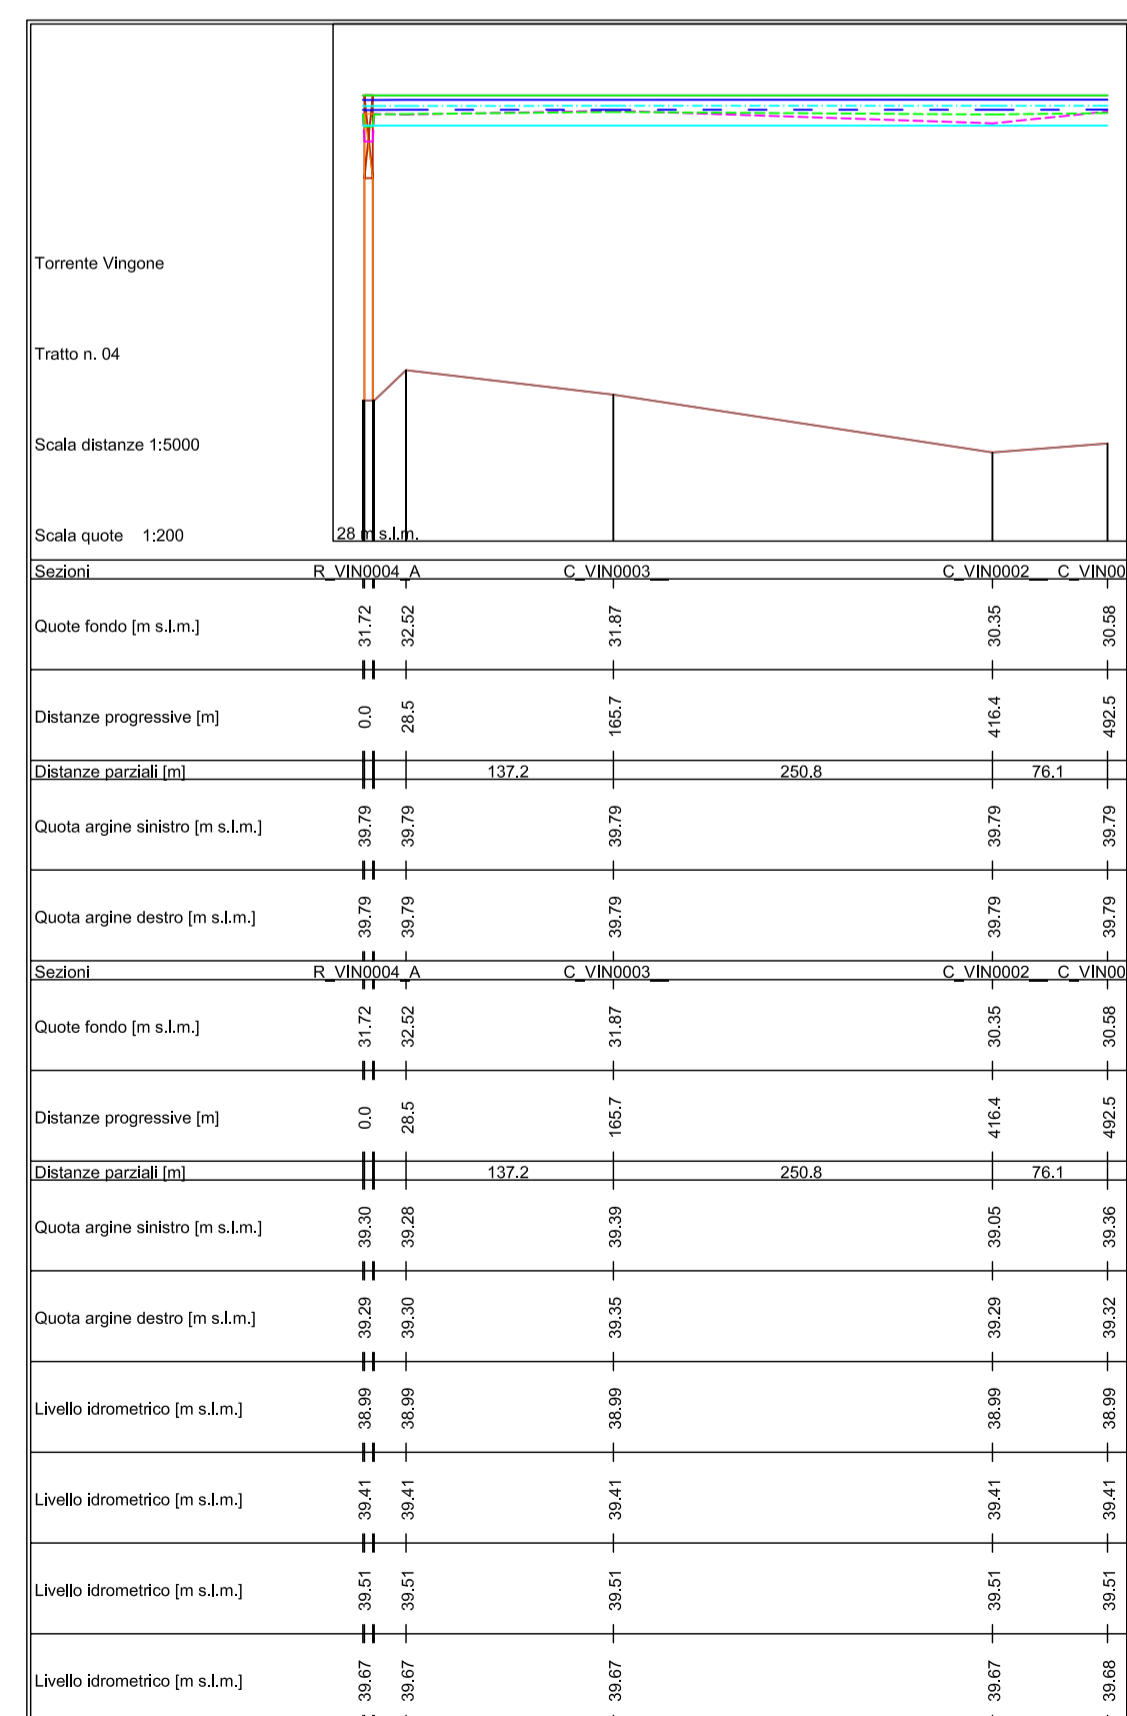 Torrente Vingone
Tratto n. 04
Scala distanze 1:5000
Scala quote 1:200
28 m s.l.m.
Sezioni R_VIN0004_A C_VIN0003__ C_VIN0002__ C_VIN00
Quote fondo [m s.l.m.] 31.72 32.52 31.87 30.35 30.58
Distanze progressive [m] 0.0 28.5 165.7 416.4 492.5
Distanze parziali [m] 137.2 250.8 76.1
Quota argine sinistro [m s.l.m.] 39.79 39.79 39.79 39.79 39.79
Quota argine destro [m s.l.m.] 39.79 39.79 39.79 39.79 39.79
Sezioni R_VIN0004_A C_VIN0003__ C_VIN0002__ C_VIN00
Quote fondo [m s.l.m.] 31.72 32.52 31.87 30.35 30.58
Distanze progressive [m] 0.0 28.5 165.7 416.4 492.5
Distanze parziali [m] 137.2 250.8 76.1
Quota argine sinistro [m s.l.m.] 39.30 39.28 39.39 39.05 39.36
Quota argine destro [m s.l.m.] 39.29 39.30 39.35 39.29 39.32
Livello idrometrico [m s.l.m.] 38.99 38.99 38.99 38.99 38.99
Livello idrometrico [m s.l.m.] 39.41 39.41 39.41 39.41 39.41
Livello idrometrico [m s.l.m.] 39.51 39.51 39.51 39.51 39.51
Livello idrometrico [m s.l.m.] 39.67 39.67 39.67 39.67 39.68